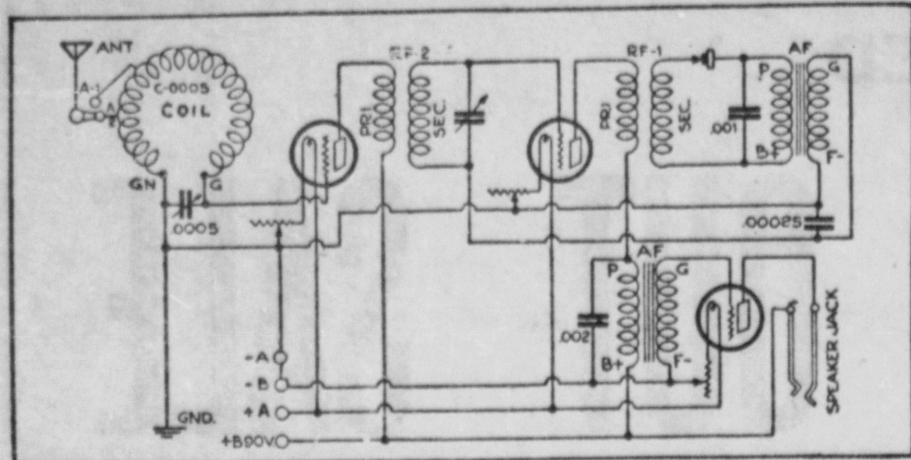 ANT
A-1
A
C-0005
COIL
GN
G
.0005
RF-2
PRI
SEC.
RF-1
PRI
SEC.
.001
AF
P
G
B+
F-
.00025
AF
P
G
.002
B+
F-
SPEAKER JACK
-A
-B
+A
GND.
+B90V